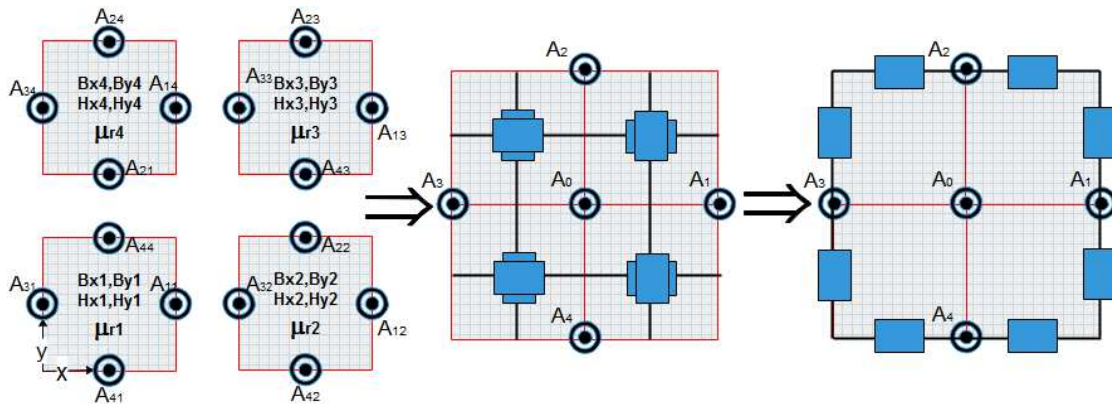 A24
A34
Bx4,By4
Hx4,Hy4
μr4
A14
A21
A23
A33
Bx3,By3
Hx3,Hy3
μr3
A13
A43
A44
A31
Bx1,By1
Hx1,Hy1
μr1
A11
y
x
A41
A22
A32
Bx2,By2
Hx2,Hy2
μr2
A12
A42
A2
A3
A0
A1
A4
A2
A3
A0
A1
A4